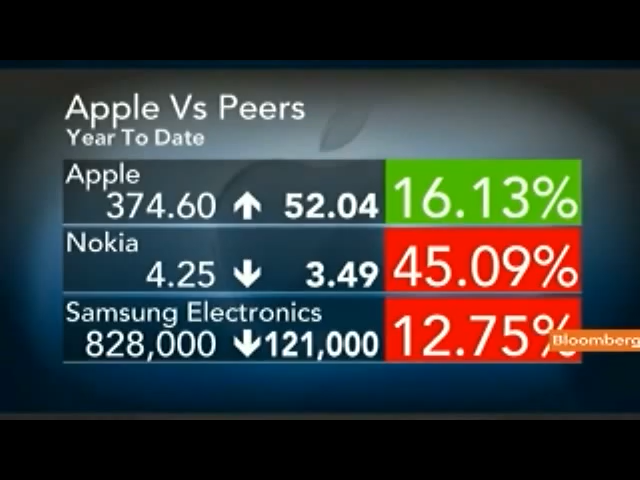 Apple Vs Peers
Year To Date
Apple
374.60 ↑ 52.04 16.13%
Nokia
4.25 ↓ 3.49 45.09%
Samsung Electronics
828,000 ↓ 121,000 12.75%
Bloomberg